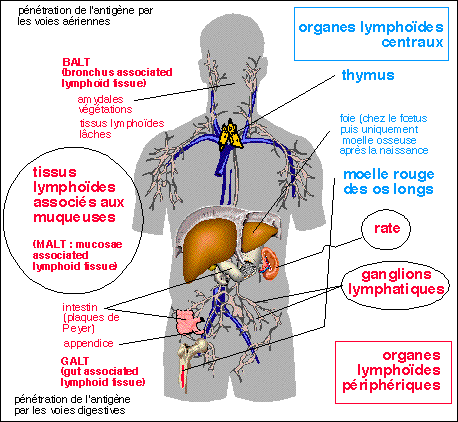 pénétration de l'antigène par
les voies aériennes
organes lymphoïdes
centraux
BALT
(bronchus associated
lymphoid tissue)
amydales
végétations
tissus lymphoïdes
lâches
thymus
foie (chez le fœtus
puis uniquement
moelle osseuse
après la naissance
moelle rouge
des os longs
tissus
lymphoïdes
associés aux
muqueuses
(MALT : mucosae
associated
lymphoid tissue)
rate
ganglions
lymphatiques
intestin
(plaques de
Peyer)
appendice
GALT
(gut associated
lymphoid tissue)
organes
lymphoïdes
périphériques
pénétration de l'antigène
par les voies digestives